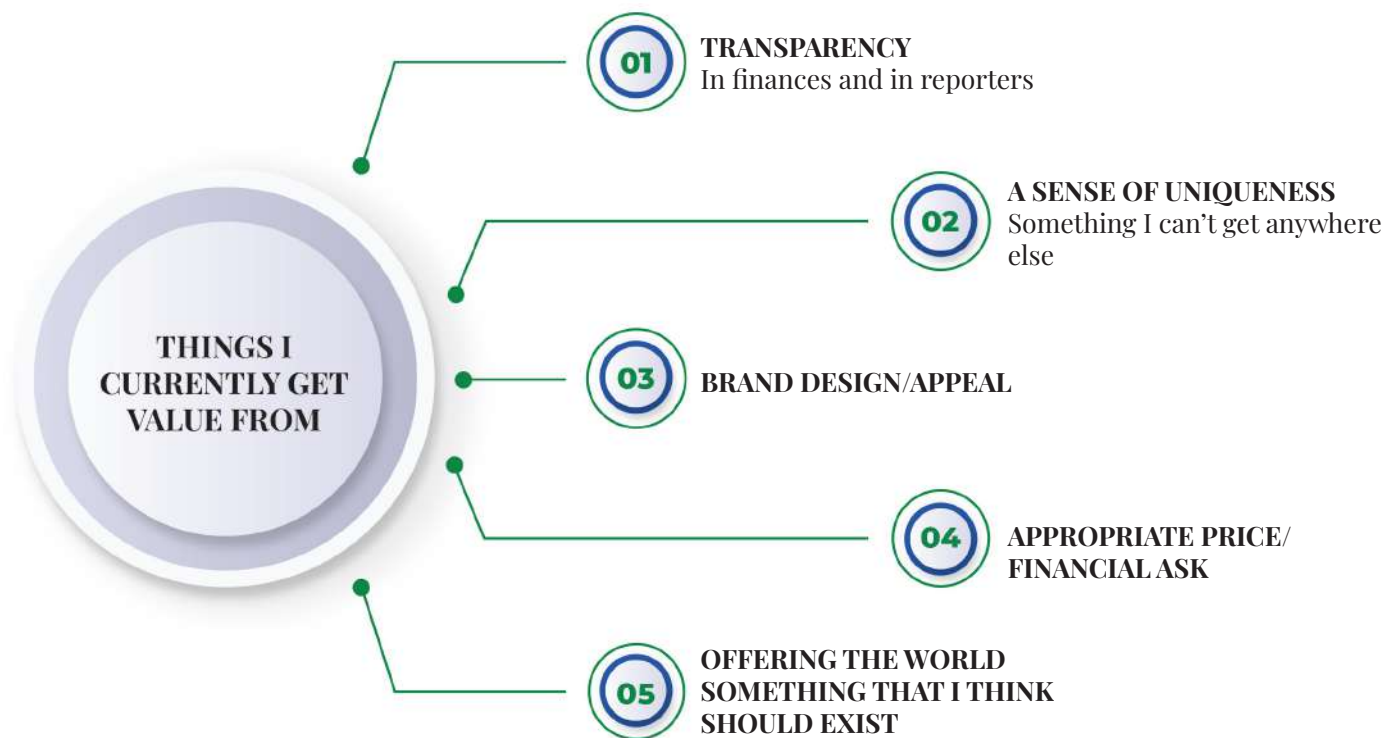 THINGS I
CURRENTLY GET
VALUE FROM
01
TRANSPARENCY
In finances and in reporters
02
A SENSE OF UNIQUENESS
Something I can’t get anywhere
else
03
BRAND DESIGN/APPEAL
04
APPROPRIATE PRICE/
FINANCIAL ASK
05
OFFERING THE WORLD
SOMETHING THAT I THINK
SHOULD EXIST